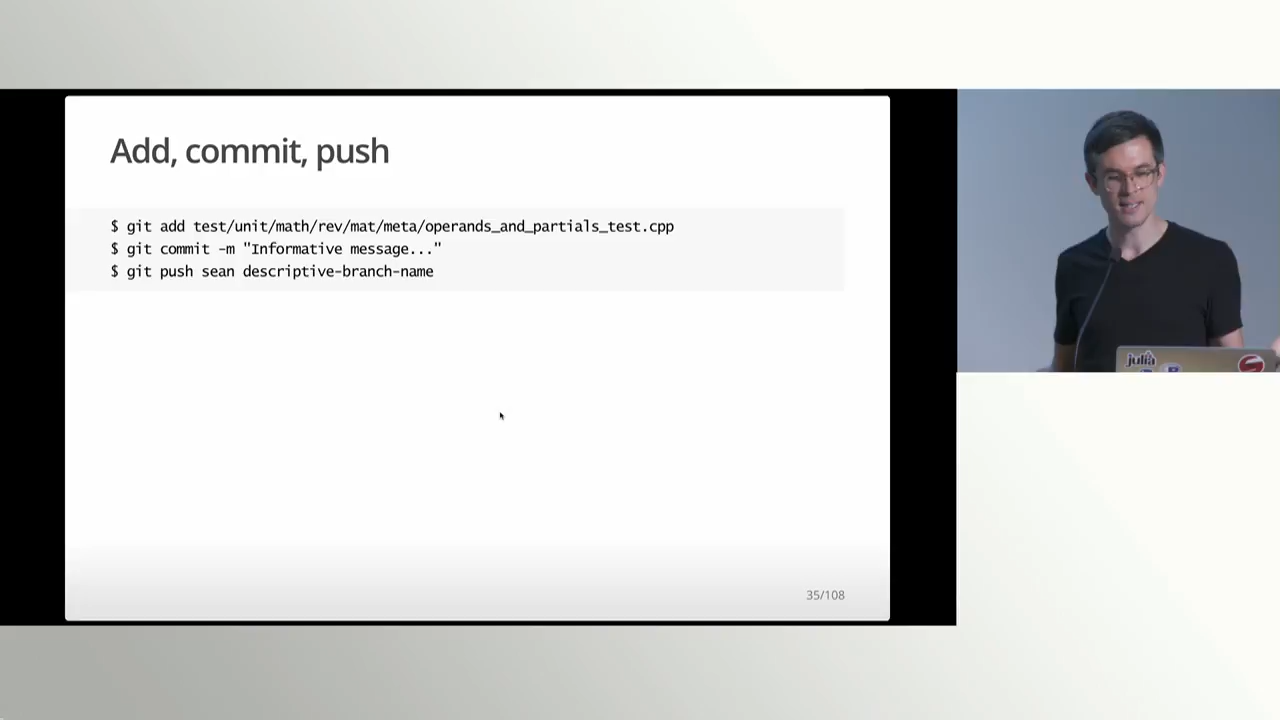 Add, commit, push
$ git add test/unit/math/rev/mat/meta/operands_and_partials_test.cpp
$ git commit -m "Informative message..."
$ git push sean descriptive-branch-name
35/108
julia